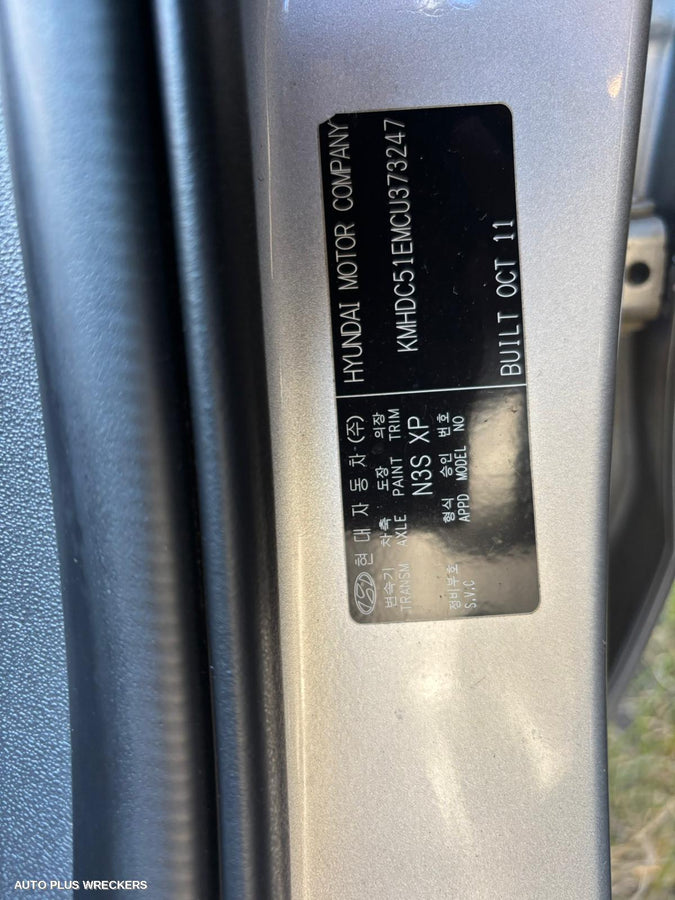 현대자동차(주) HYUNDAI MOTOR COMPANY
변속기 차축 도장 의장
TRANSM AXLE PAINT TRIM
KMHDC51EMCU373247
N3S XP
정비부호 형식 승인 번호
S.V.C APPD MODEL NO
BUILT OCT 11
AUTO PLUS WRECKERS